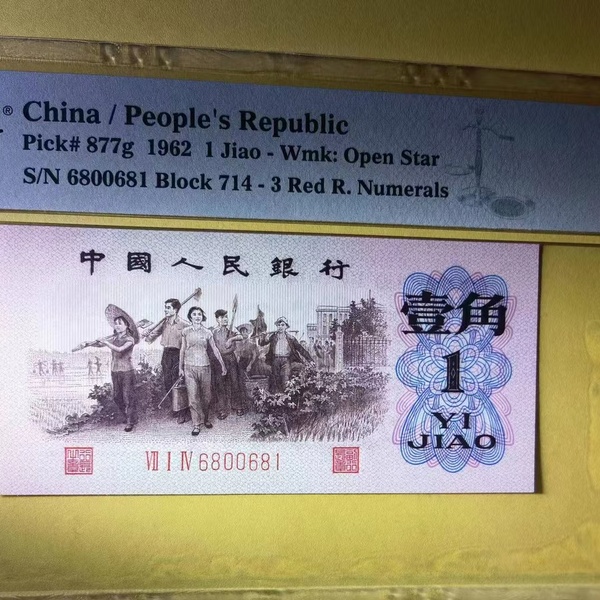 ® China / People's Republic
Pick# 877g 1962 1 Jiao - Wmk: Open Star
S/N 6800681 Block 714 - 3 Red R. Numerals
中國人民銀行
壹角
1
YI
JIAO
Ⅶ Ⅰ Ⅳ 6800681